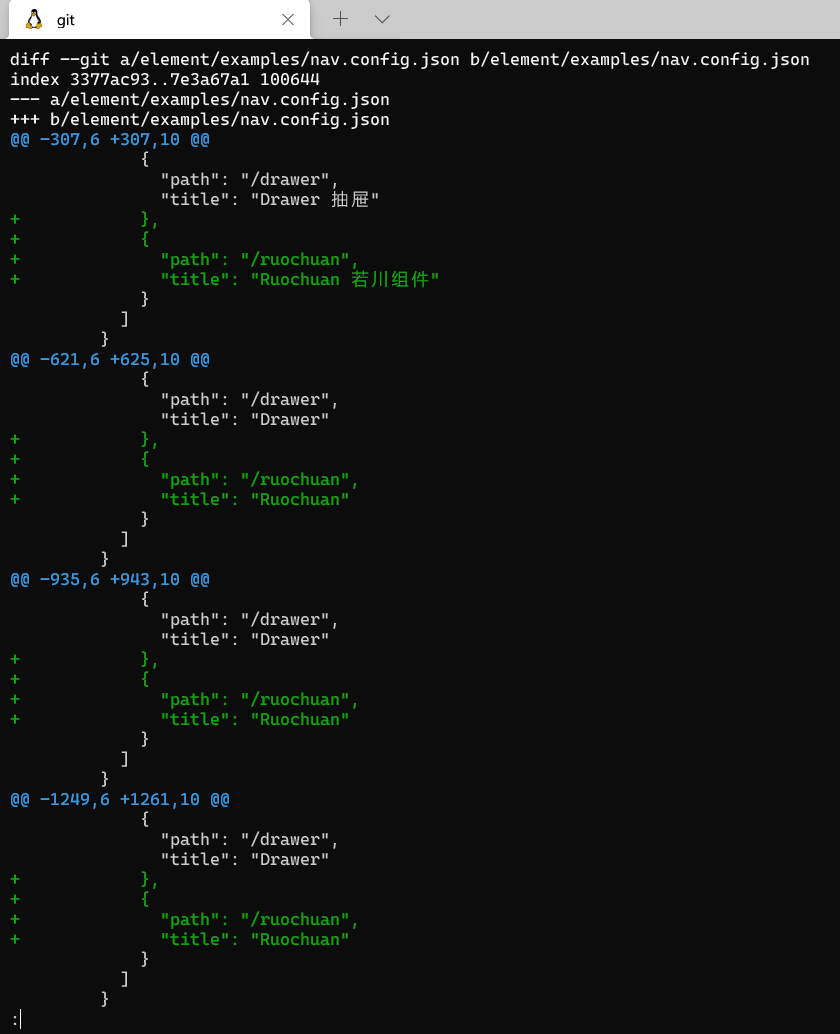 git
diff --git a/element/examples/nav.config.json b/element/examples/nav.config.json
index 3377ac93..7e3a67a1 100644
--- a/element/examples/nav.config.json
+++ b/element/examples/nav.config.json
@@ -307,6 +307,10 @@
              {
                "path": "/drawer",
                "title": "Drawer 抽屉"
+            },
+            {
+              "path": "/ruochuan",
+              "title": "Ruochuan 若川组件"
             }
           ]
         }
@@ -621,6 +625,10 @@
             {
               "path": "/drawer",
               "title": "Drawer"
+            },
+            {
+              "path": "/ruochuan",
+              "title": "Ruochuan"
             }
           ]
         }
@@ -935,6 +943,10 @@
             {
               "path": "/drawer",
               "title": "Drawer"
+            },
+            {
+              "path": "/ruochuan",
+              "title": "Ruochuan"
             }
           ]
         }
@@ -1249,6 +1261,10 @@
             {
               "path": "/drawer",
               "title": "Drawer"
+            },
+            {
+              "path": "/ruochuan",
+              "title": "Ruochuan"
             }
           ]
         }
: